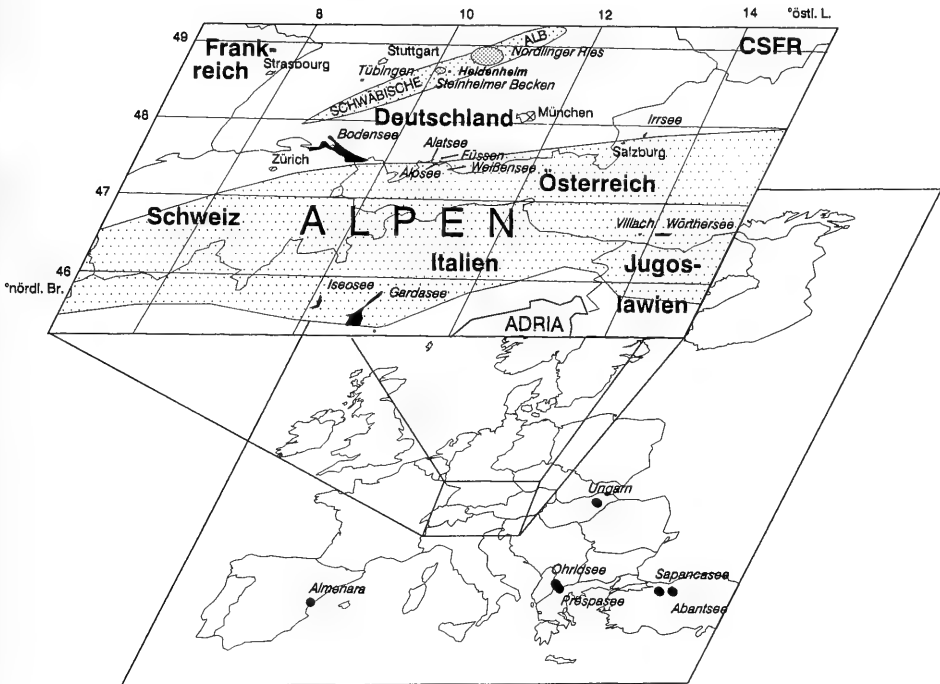 8 10 12 14 °östl. L.
49
Frank-
reich
Strasbourg
Stuttgart
ALB
Nördlinger Ries
CSFR
Tübingen
Heidenheim
Steinheimer Becken
SCHWÄBISCHE
48
Deutschland
München
Irrsee
Bodensee
Alatsee
Zürich
Füssen
Salzburg
Alpsee
Weißensee
47
Österreich
Schweiz
ALPEN
Villach
Wörthersee
46
Italien
Jugos-
lawien
°nördl. Br.
Iseosee
Gardasee
ADRIA
Ungarn
Ohridsee
Prespasee
Sapancasee
Abantsee
Almenara